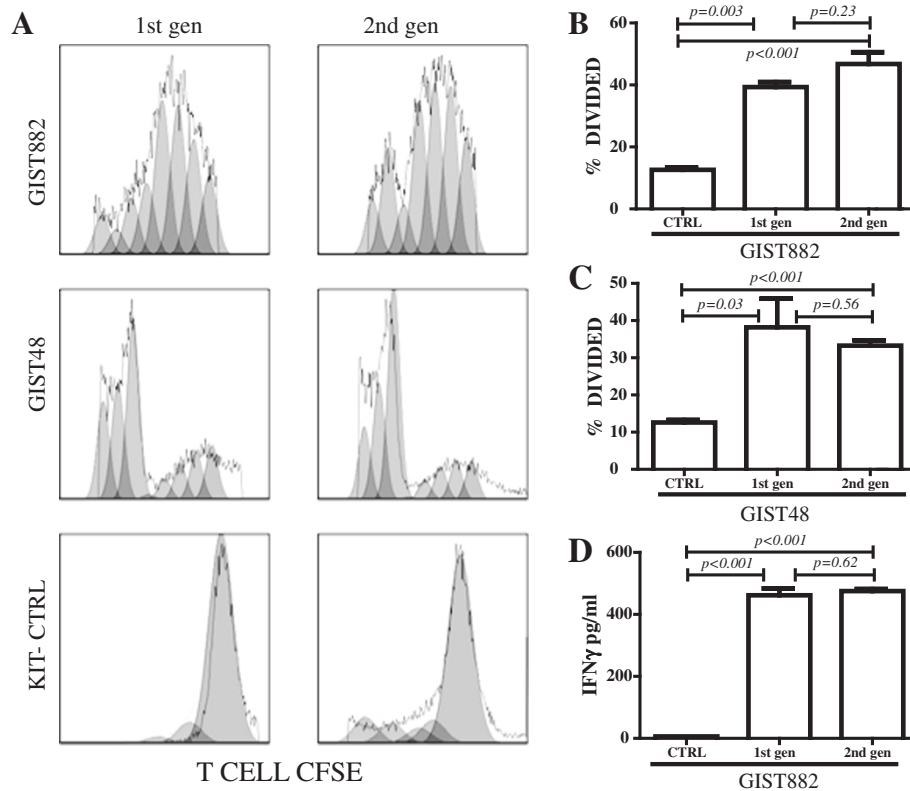 A
1st gen
2nd gen
GIST882
GIST48
KIT- CTRL
T CELL CFSE
B
% DIVIDED
60
40
20
0
p=0.003
p=0.23
p<0.001
CTRL
1st gen
2nd gen
GIST882
C
% DIVIDED
50
40
30
20
10
0
p<0.001
p=0.03
p=0.56
CTRL
1st gen
2nd gen
GIST48
D
IFNγ pg/ml
600
400
200
0
p<0.001
p<0.001
p=0.62
CTRL
1st gen
2nd gen
GIST882